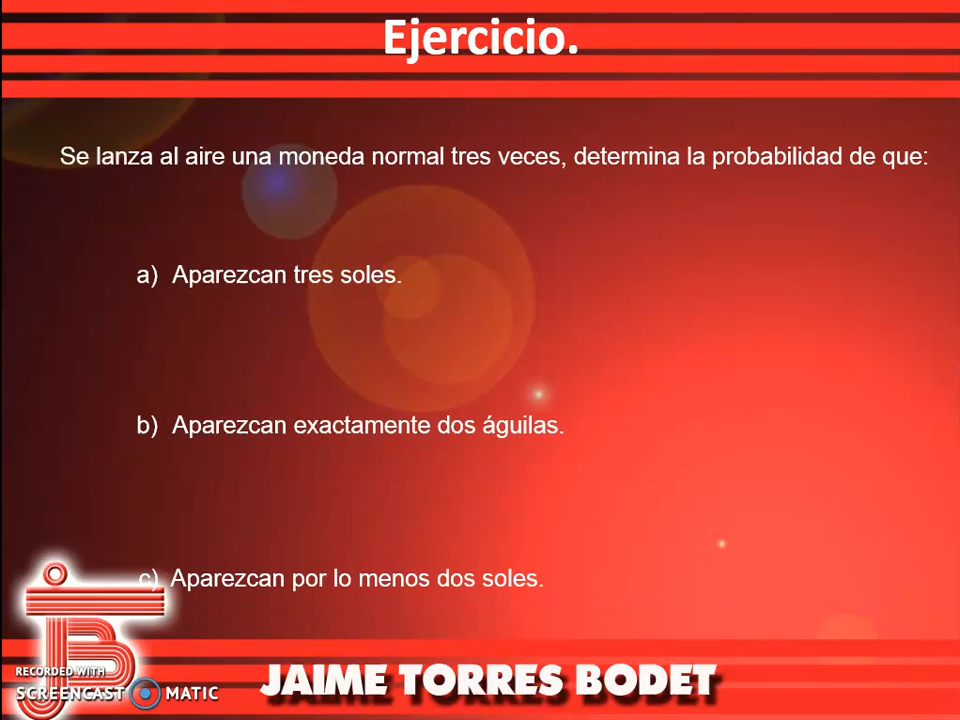 Ejercicio.
Se lanza al aire una moneda normal tres veces, determina la probabilidad de que:
a) Aparezcan tres soles.
b) Aparezcan exactamente dos águilas.
c) Aparezcan por lo menos dos soles.
RECORDED WITH
SCREENCAST MATIC
JAIME TORRES BODET